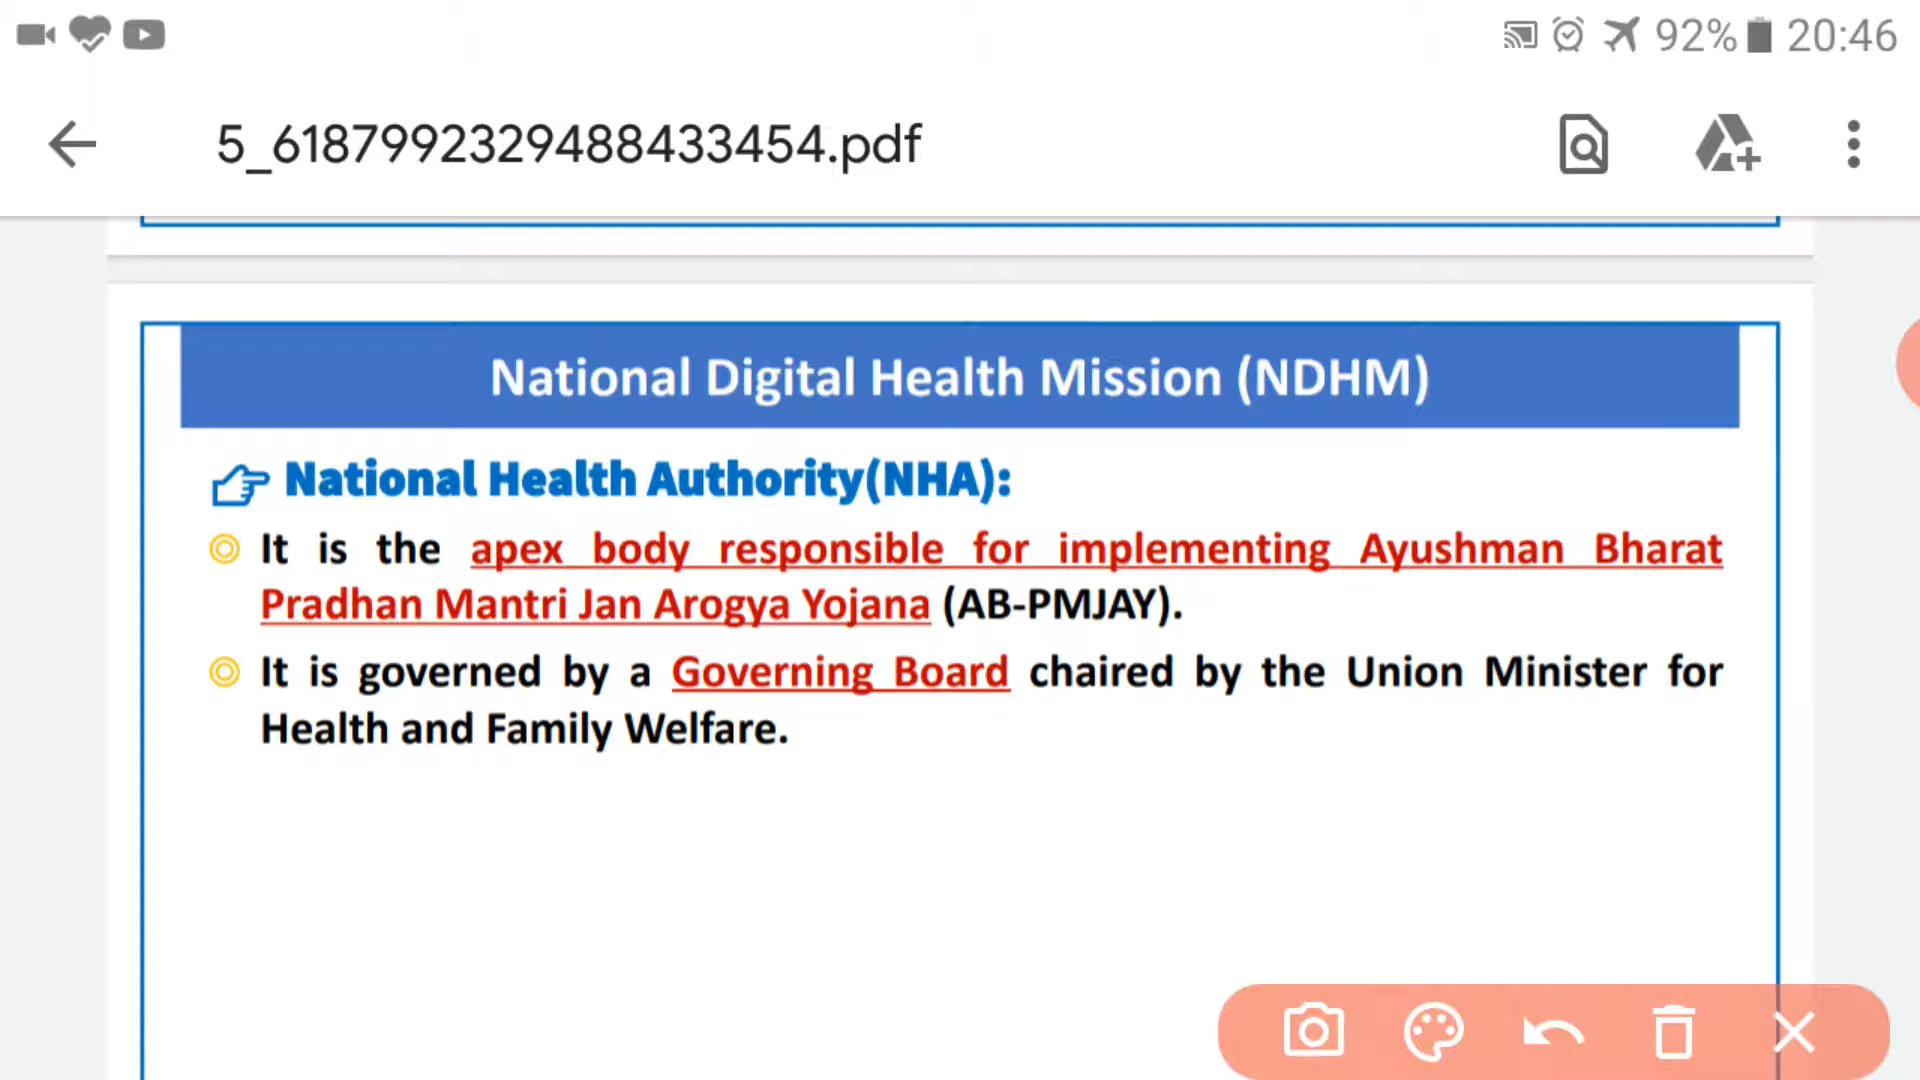 92% 20:46
5_6187992329488433454.pdf
National Digital Health Mission (NDHM)
National Health Authority(NHA):
It is the apex body responsible for implementing Ayushman Bharat
Pradhan Mantri Jan Arogya Yojana (AB-PMJAY).
It is governed by a Governing Board chaired by the Union Minister for
Health and Family Welfare.